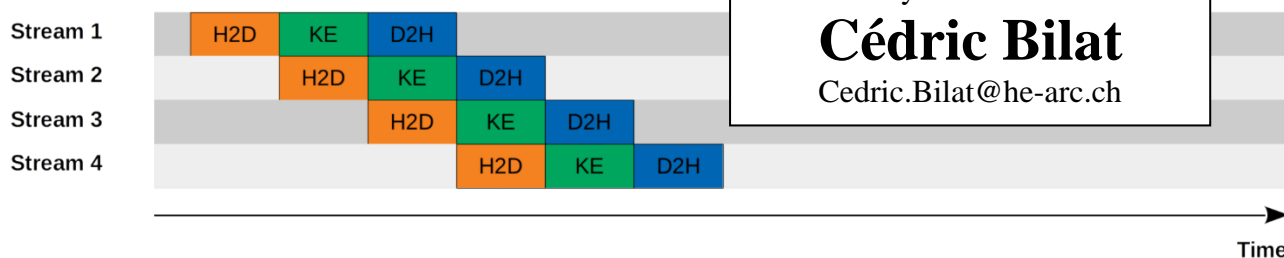 Stream 1 H2D KE D2H
Cédric Bilat
Stream 2 H2D KE D2H
Cedric.Bilat@he-arc.ch
Stream 3 H2D KE D2H
Stream 4 H2D KE D2H
Time